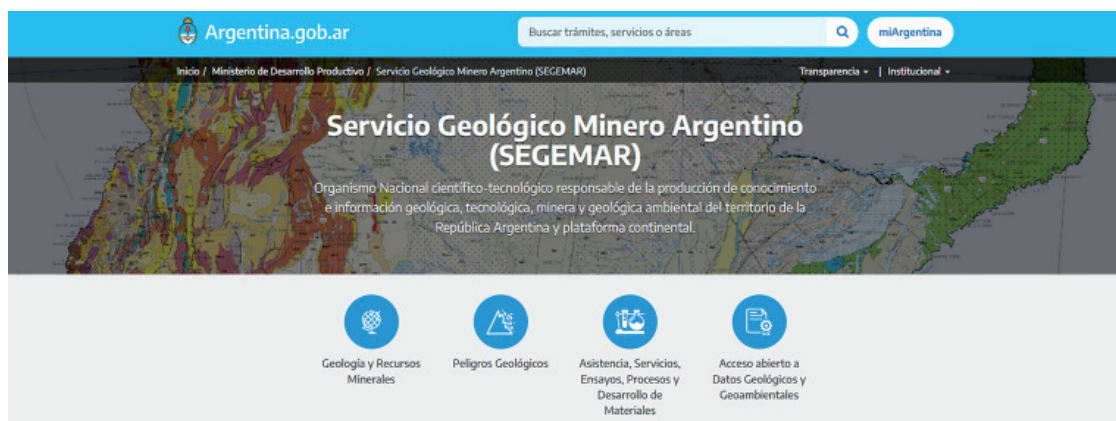 Argentina.gob.ar
Buscar trámites, servicios o áreas
miArgentina
Inicio / Ministerio de Desarrollo Productivo / Servicio Geológico Minero Argentino (SEGEMAR)
Transparencia | Institucional
Servicio Geológico Minero Argentino
(SEGEMAR)
Organismo Nacional científico-tecnológico responsable de la producción de conocimiento
e información geológica, tecnológica, minera y geológica ambiental del territorio de la
República Argentina y plataforma continental.
Geología y Recursos
Minerales
Peligros Geológicos
Asistencia, Servicios,
Ensayos, Procesos y
Desarrollo de
Materiales
Acceso abierto a
Datos Geológicos y
Geoambientales